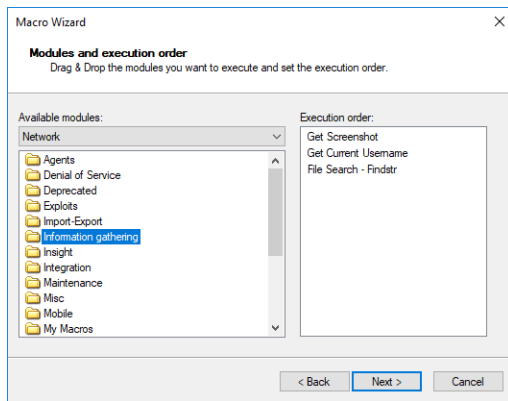 Macro Wizard
Modules and execution order
Drag & Drop the modules you want to execute and set the execution order.
Available modules:
Network
Agents
Denial of Service
Deprecated
Exploits
Import-Export
Information gathering
Insight
Integration
Maintenance
Misc
Mobile
My Macros
Execution order:
Get Screenshot
Get Current Username
File Search - Findstr
< Back
Next >
Cancel